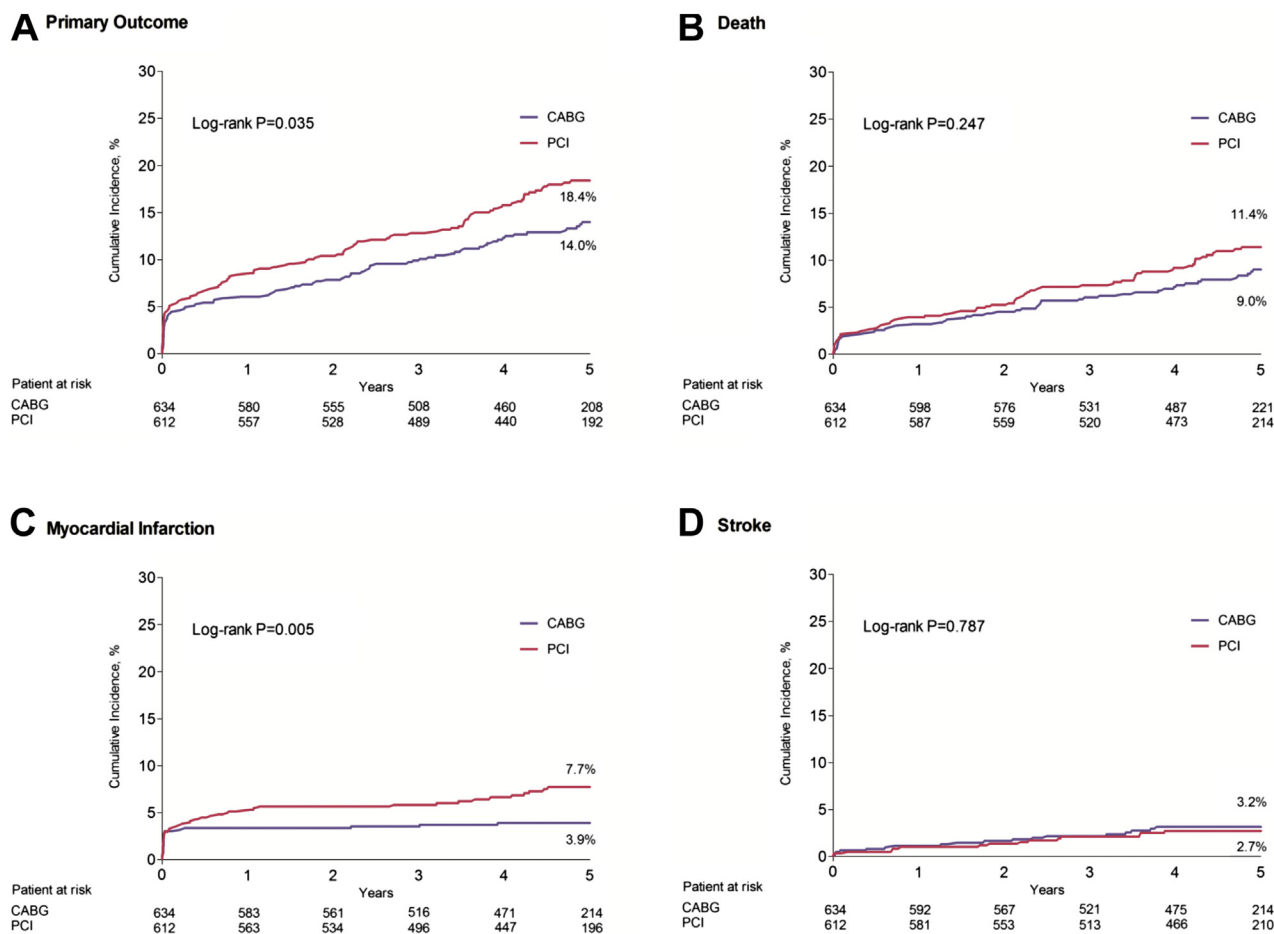 A Primary Outcome
30
25
20
15
10
5
0
Cumulative Incidence, %
Log-rank P=0.035
CABG
PCI
18.4%
14.0%
0 1 2 3 4 5
Years
Patient at risk
CABG 634 580 555 508 460 208
PCI 612 557 528 489 440 192
B Death
30
25
20
15
10
5
0
Cumulative Incidence, %
Log-rank P=0.247
CABG
PCI
11.4%
9.0%
0 1 2 3 4 5
Years
Patient at risk
CABG 634 598 576 531 487 221
PCI 612 587 559 520 473 214
C Myocardial Infarction
30
25
20
15
10
5
0
Cumulative Incidence, %
Log-rank P=0.005
CABG
PCI
7.7%
3.9%
0 1 2 3 4 5
Years
Patient at risk
CABG 634 583 561 516 471 214
PCI 612 563 534 496 447 196
D Stroke
30
25
20
15
10
5
0
Cumulative Incidence, %
Log-rank P=0.787
CABG
PCI
3.2%
2.7%
0 1 2 3 4 5
Years
Patient at risk
CABG 634 592 567 521 475 214
PCI 612 581 553 513 466 210